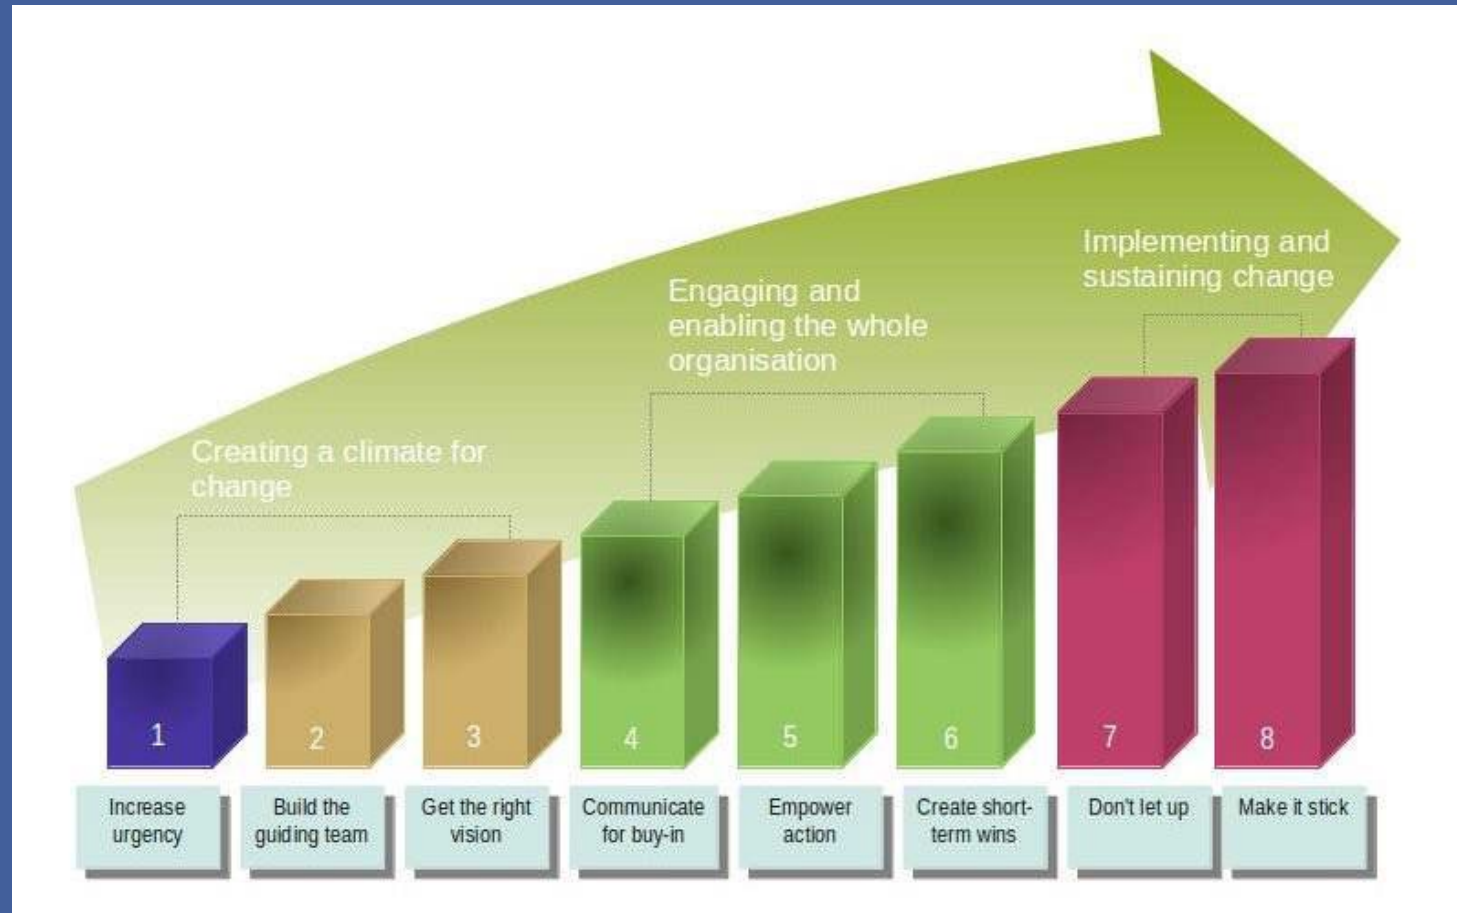 Implementing and
sustaining change
Engaging and
enabling the whole
organisation
Creating a climate for
change
1
2
3
4
5
6
7
8
Increase
urgency
Build the
guiding team
Get the right
vision
Communicate
for buy-in
Empower
action
Create short-
term wins
Don't let up
Make it stick